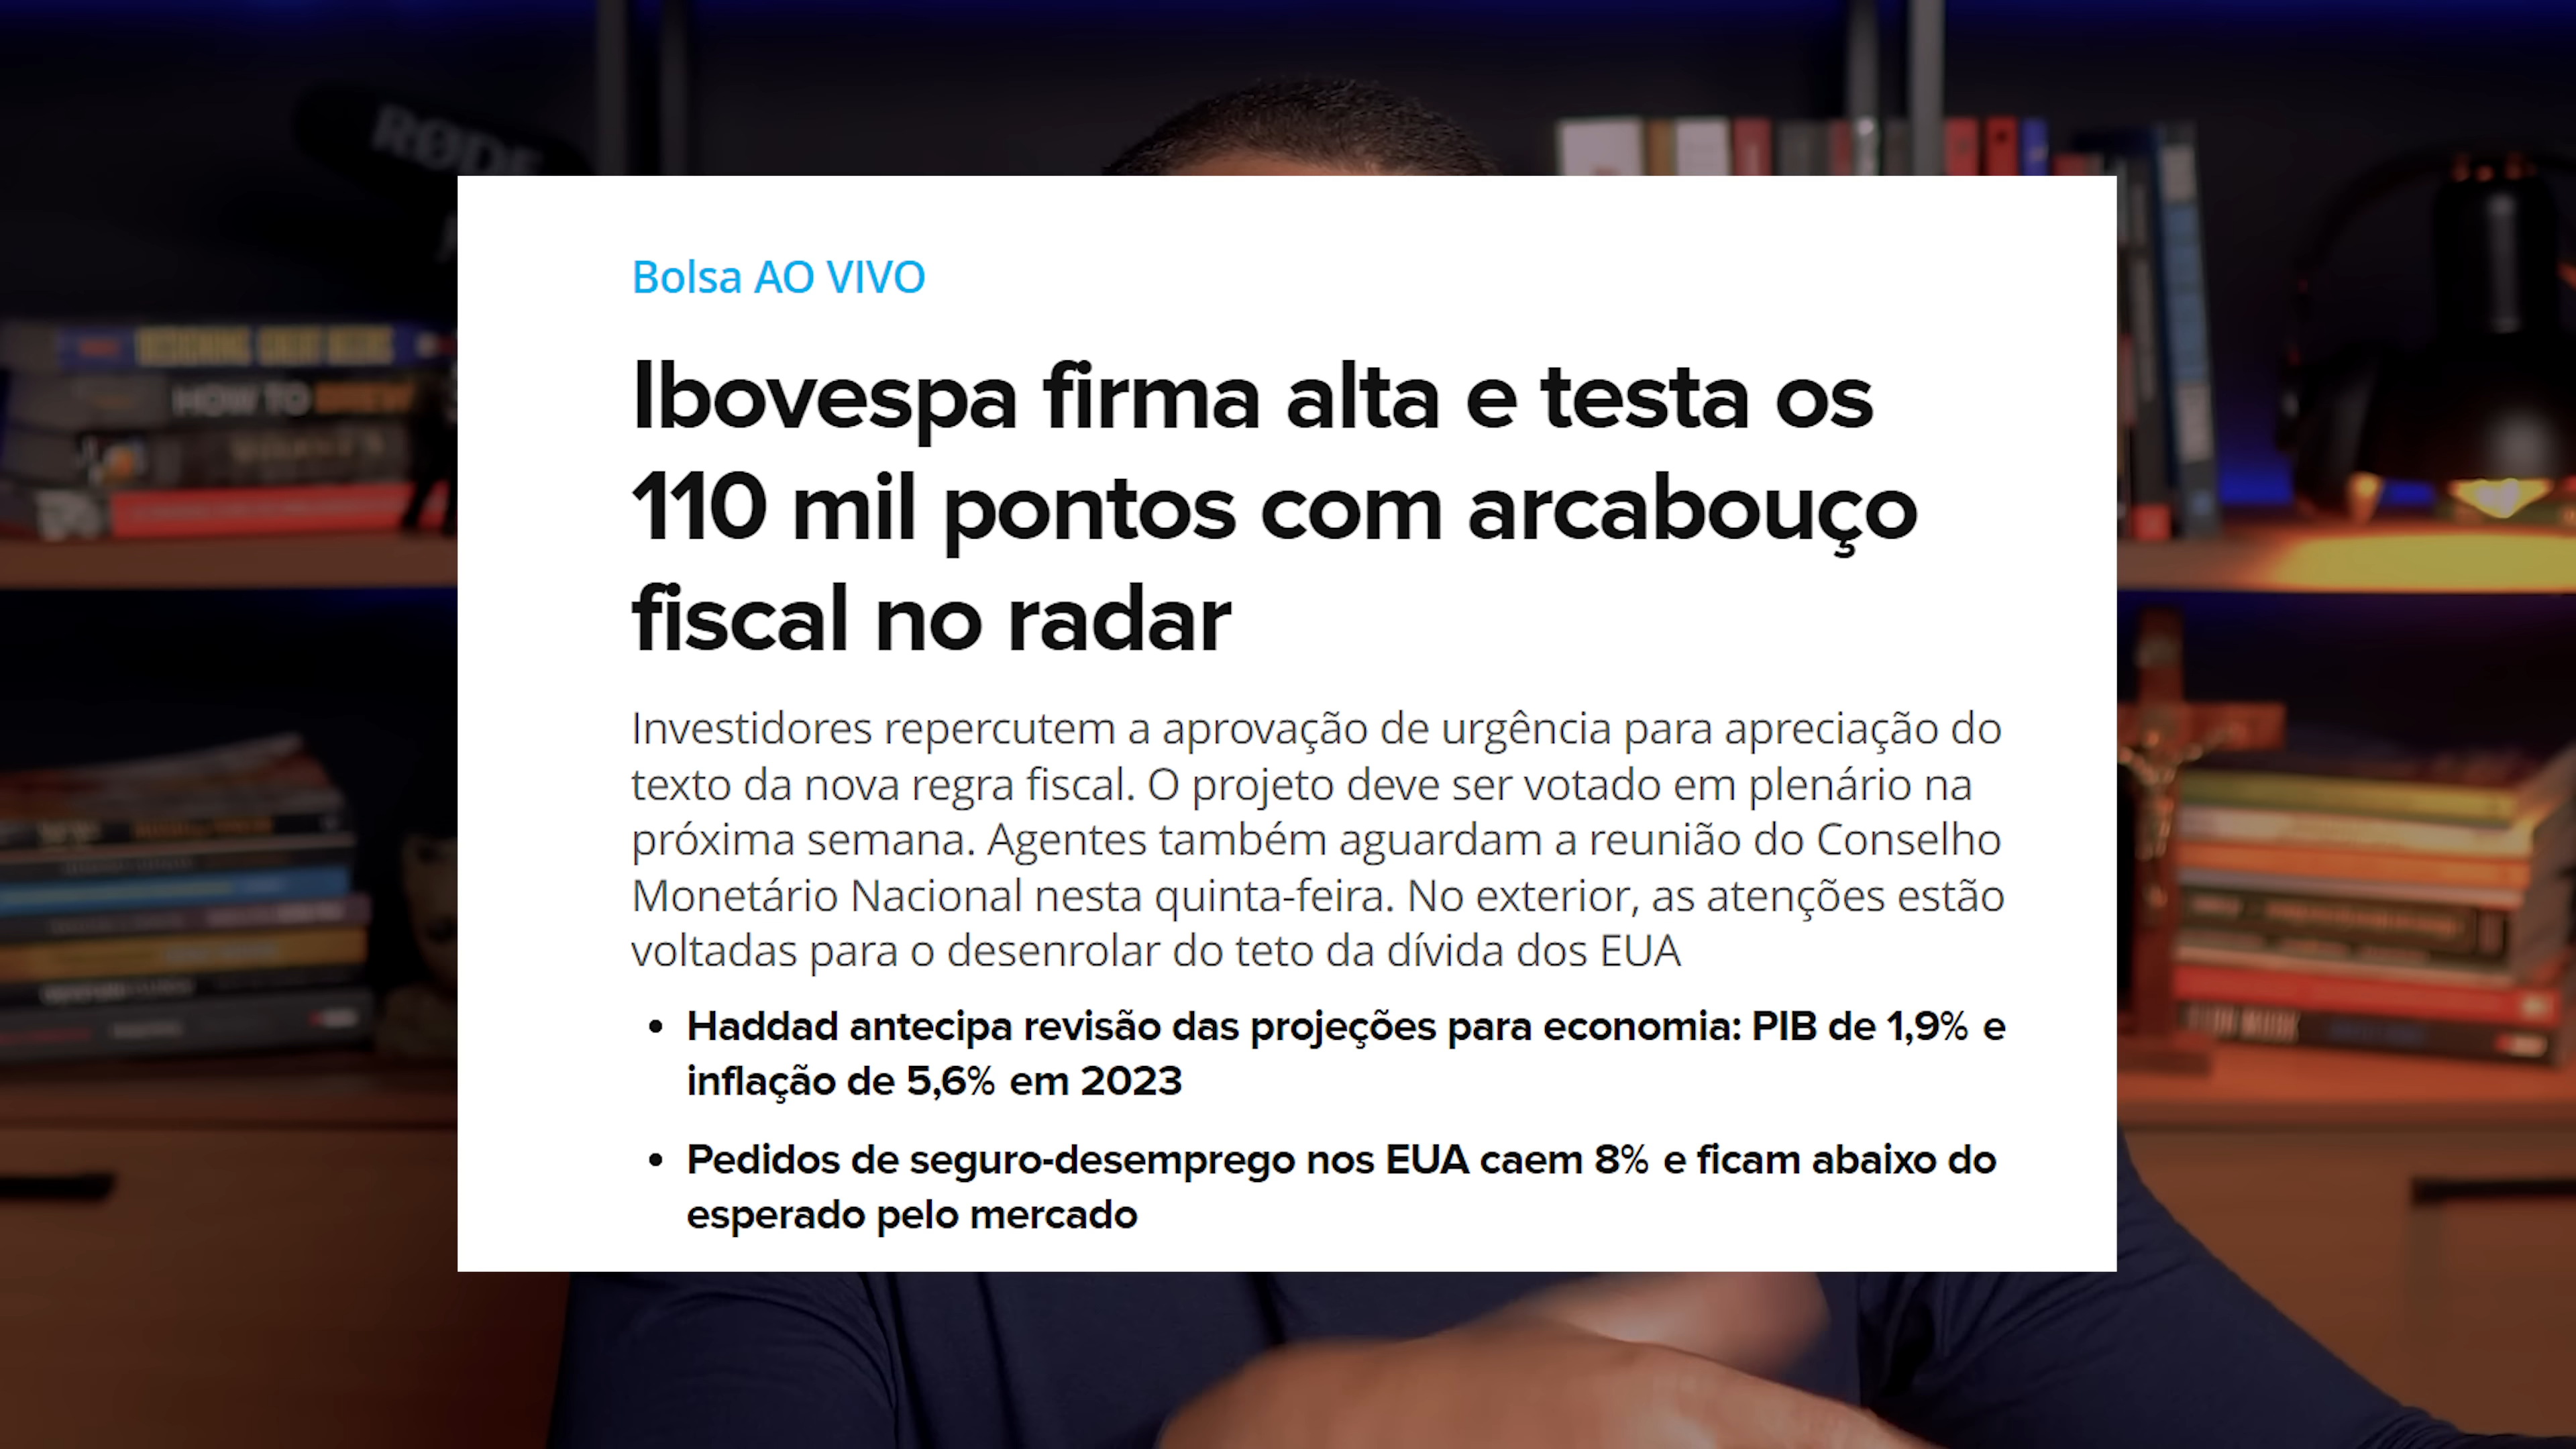 RØDE
Bolsa AO VIVO
Ibovespa firma alta e testa os
110 mil pontos com arcabouço
fiscal no radar
Investidores repercutem a aprovação de urgência para apreciação do
texto da nova regra fiscal. O projeto deve ser votado em plenário na
próxima semana. Agentes também aguardam a reunião do Conselho
Monetário Nacional nesta quinta-feira. No exterior, as atenções estão
voltadas para o desenrolar do teto da dívida dos EUA
• Haddad antecipa revisão das projeções para economia: PIB de 1,9% e
inflação de 5,6% em 2023
• Pedidos de seguro-desemprego nos EUA caem 8% e ficam abaixo do
esperado pelo mercado
HOW TO BREW